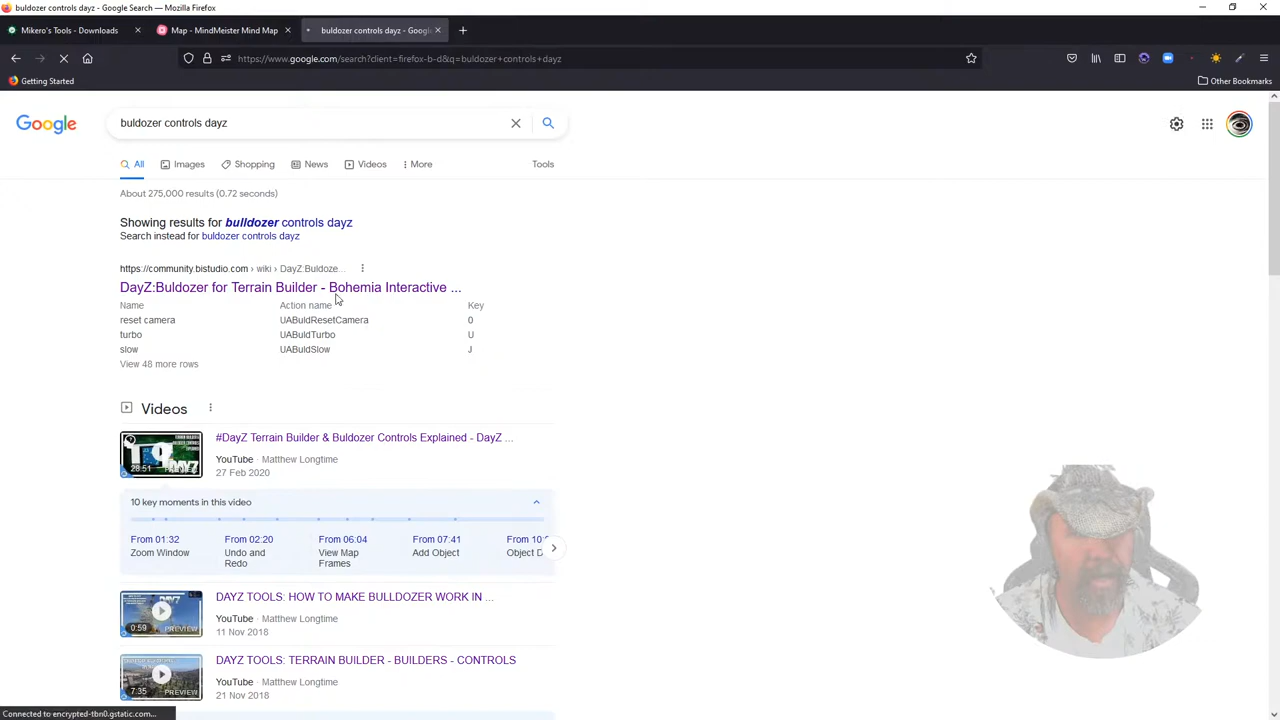 buldozer controls dayz - Google Search — Mozilla Firefox
Mikero's Tools - Downloads
Map - MindMeister Mind Map
buldozer controls dayz - Googl
https://www.google.com/search?client=firefox-b-d&q=buldozer+controls+dayz
Getting Started
Other Bookmarks
Google
buldozer controls dayz
All
Images
Shopping
News
Videos
More
Tools
About 275,000 results (0.72 seconds)
Showing results for bulldozer controls dayz
Search instead for buldozer controls dayz
https://community.bistudio.com › wiki › DayZ:Buldoze...
DayZ:Buldozer for Terrain Builder - Bohemia Interactive ...
Name Action name Key
reset camera UABuldResetCamera 0
turbo UABuldTurbo U
slow UABuldSlow J
View 48 more rows
Videos
#DayZ Terrain Builder & Buldozer Controls Explained - DayZ ...
YouTube · Matthew Longtime
27 Feb 2020
28:51
PREVIEW
10 key moments in this video
From 01:32
Zoom Window
From 02:20
Undo and
Redo
From 06:04
View Map
Frames
From 07:41
Add Object
From 10:
Object D
DAYZ TOOLS: HOW TO MAKE BULLDOZER WORK IN ...
YouTube · Matthew Longtime
11 Nov 2018
0:59
PREVIEW
DAYZ TOOLS: TERRAIN BUILDER - BUILDERS - CONTROLS
YouTube · Matthew Longtime
21 Nov 2018
7:35
PREVIEW
Connected to encrypted-tbn0.gstatic.com...